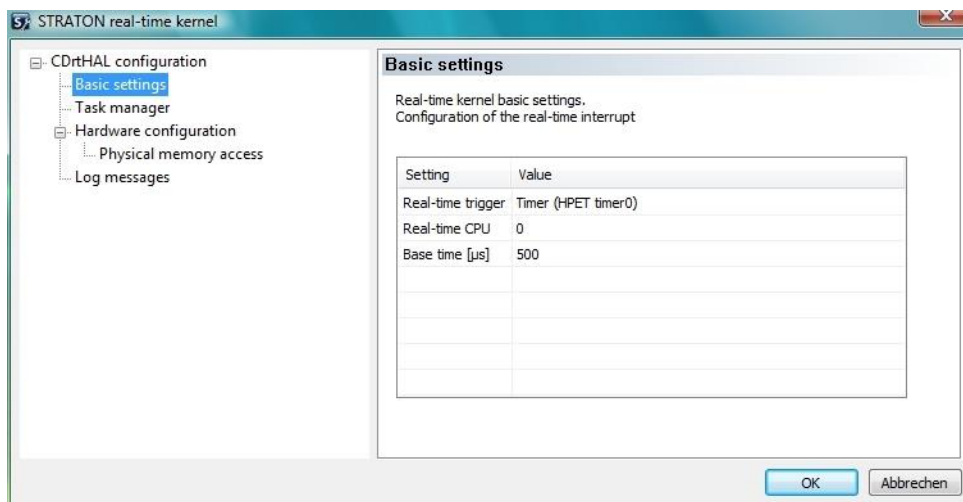 STRATON real-time kernel
CDrtHAL configuration
Basic settings
Task manager
Hardware configuration
Physical memory access
Log messages
Basic settings
Real-time kernel basic settings.
Configuration of the real-time interrupt
Setting Value
Real-time trigger Timer (HPET timer0)
Real-time CPU 0
Base time [µs] 500
OK Abbrechen